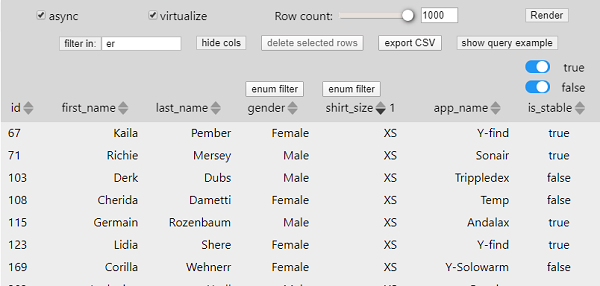 async virtualize Row count: 1000 Render
filter in: er hide cols delete selected rows export CSV show query example
true
enum filter enum filter false
id first_name last_name gender shirt_size 1 app_name is_stable
67 Kaila Pember Female XS Y-find true
71 Richie Mersey Male XS Sonair true
103 Derk Dubs Male XS Trippledex false
108 Cherida Dametti Female XS Temp false
115 Germain Rozenbaum Male XS Andalax true
123 Lidia Shere Female XS Y-find true
169 Corilla Wehnerr Female XS Y-Solowarm false